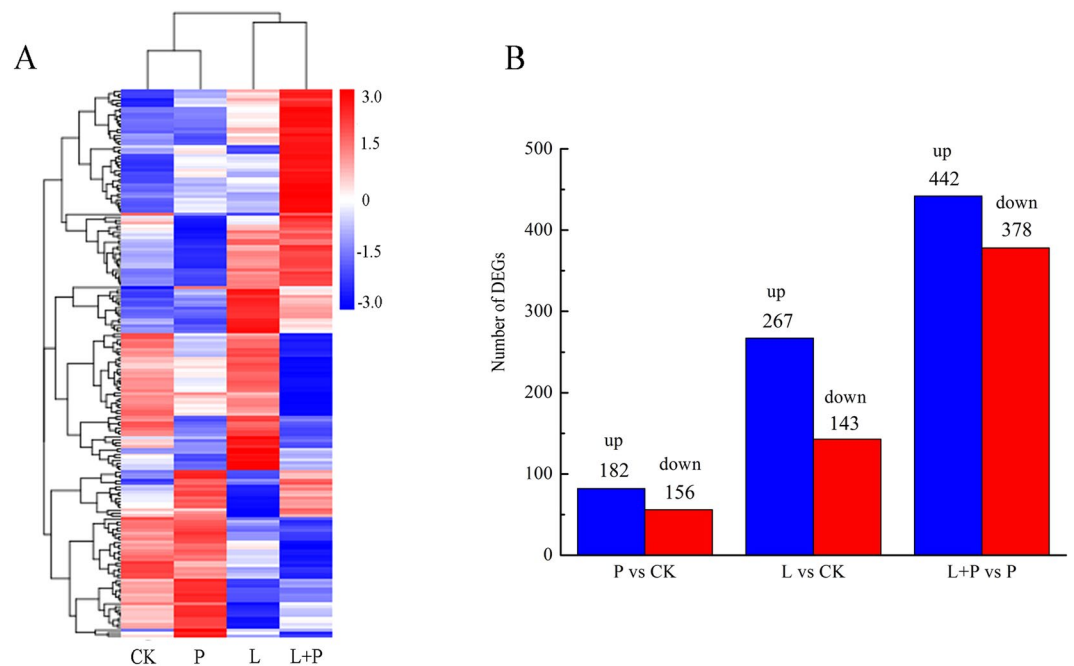 A
3.0
1.5
0
-1.5
-3.0
CK P L L+P
B
Number of DEGs
500
400
300
200
100
0
up
182
down
156
up
267
down
143
up
442
down
378
P vs CK L vs CK L+P vs P